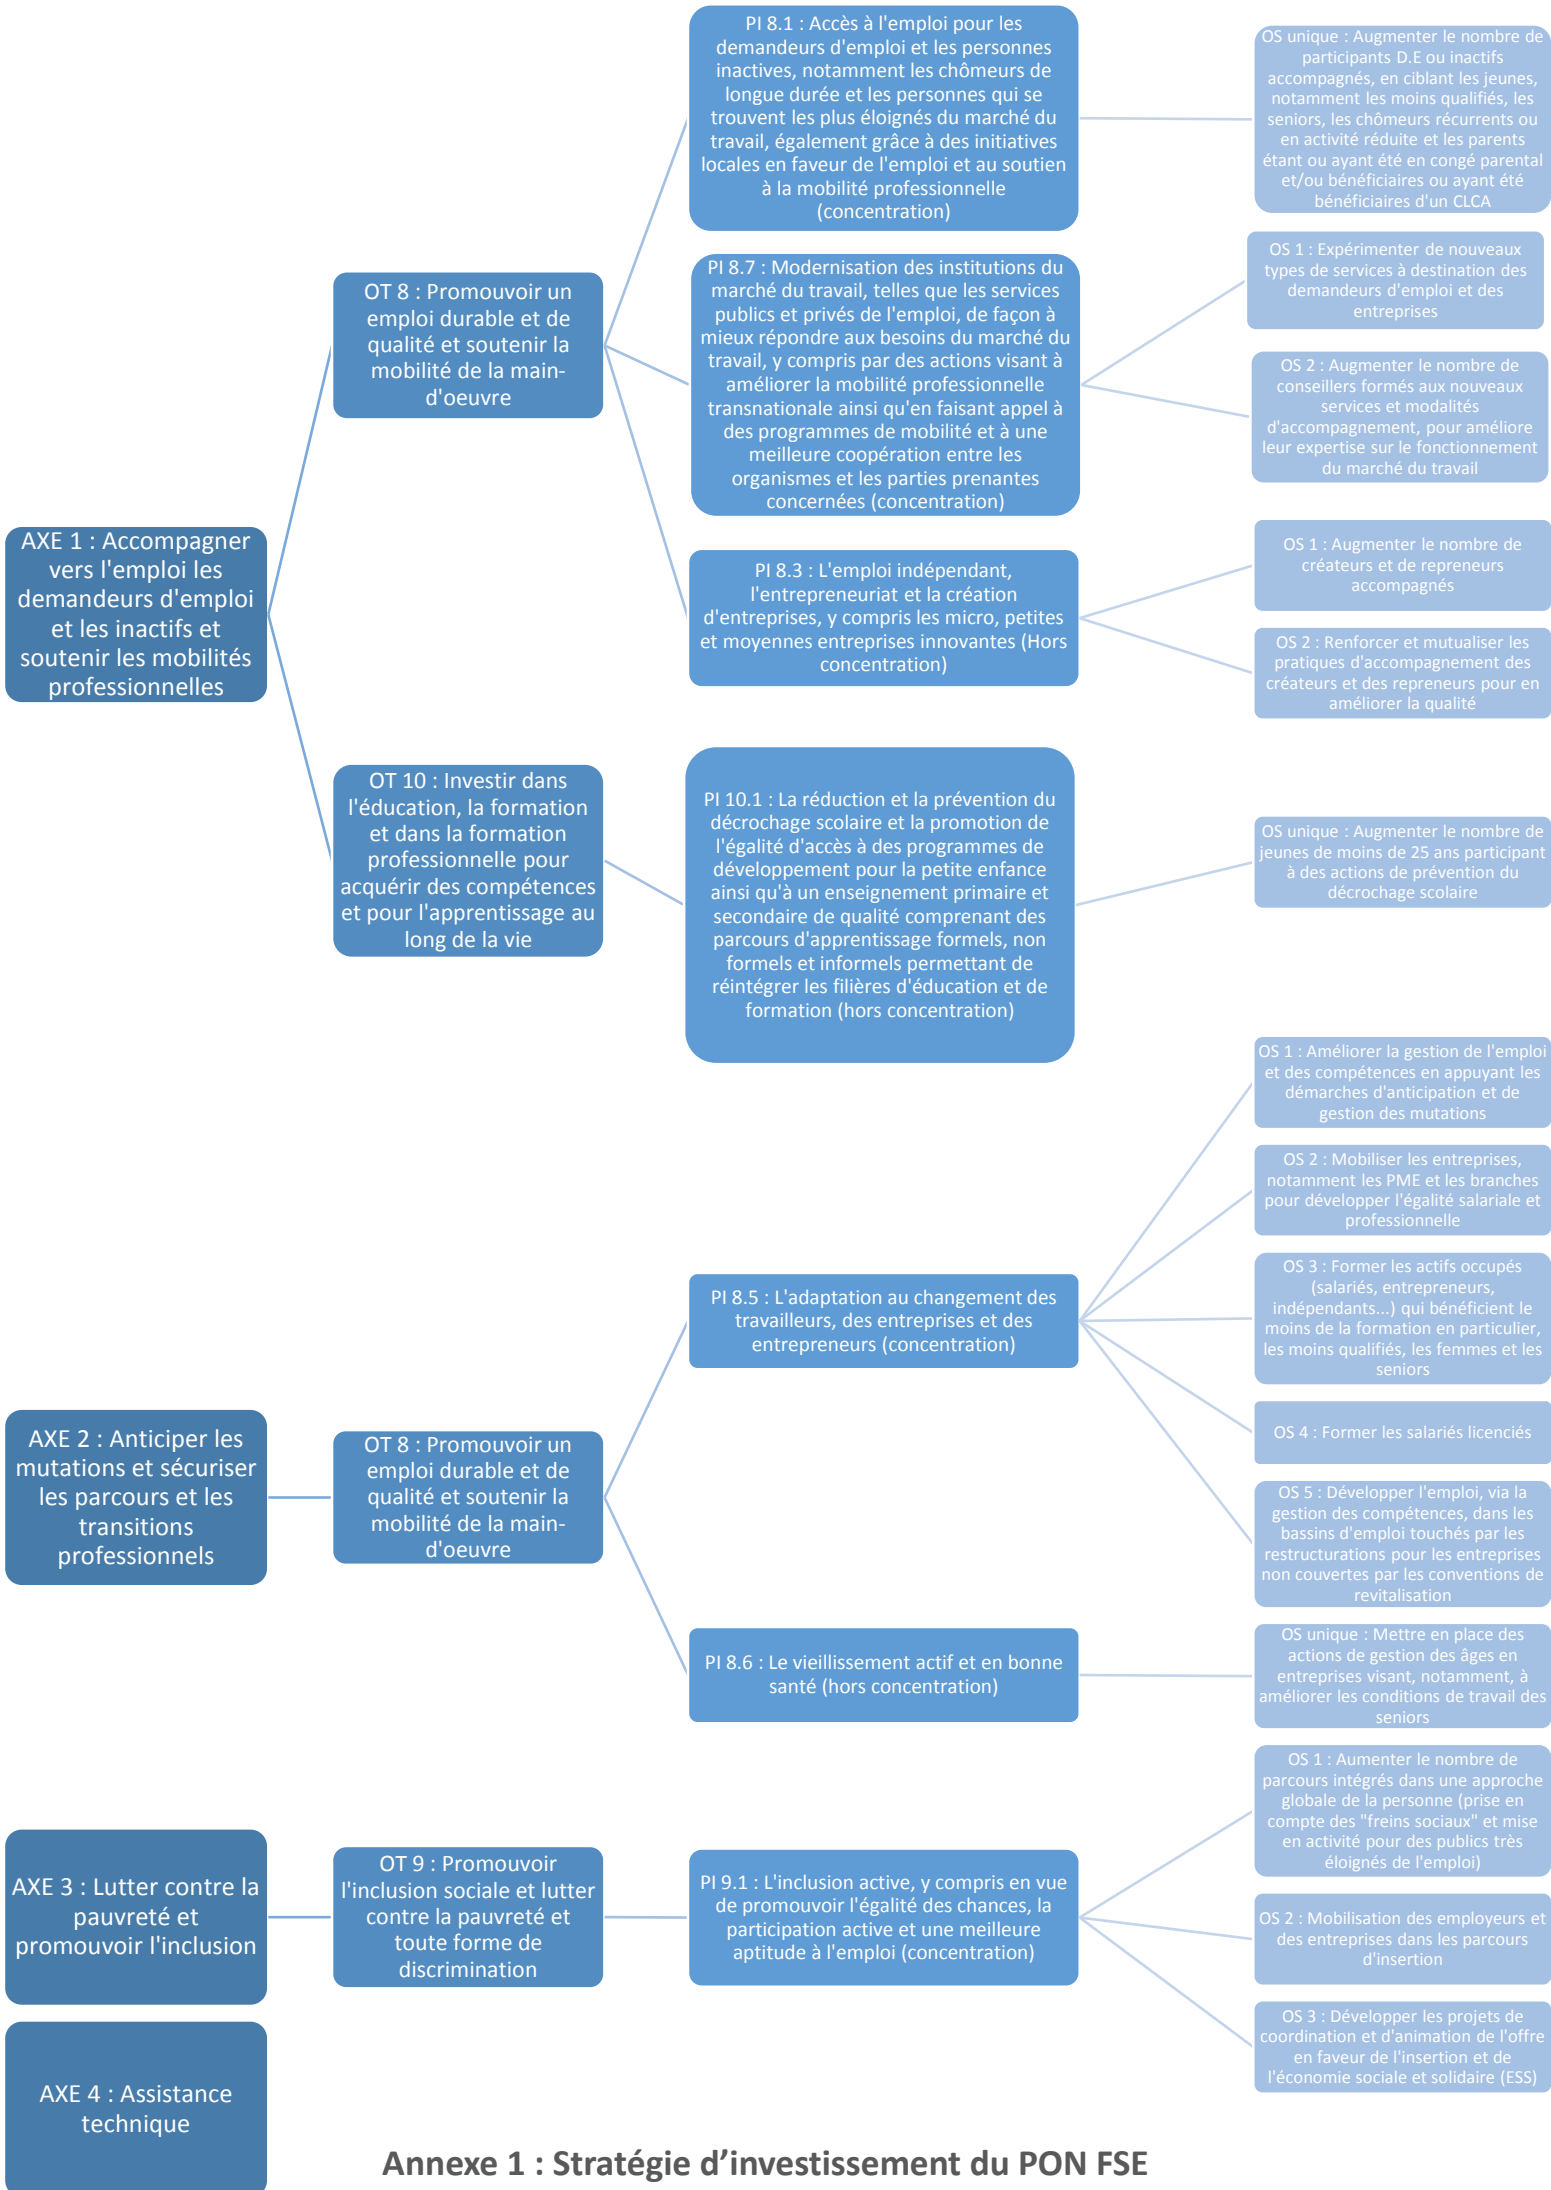 AXE 1 : Accompagner
vers l'emploi les
demandeurs d'emploi
et les inactifs et
soutenir les mobilités
professionnelles
OT 8 : Promouvoir un
emploi durable et de
qualité et soutenir la
mobilité de la main-
d'oeuvre
PI 8.1 : Accès à l'emploi pour les
demandeurs d'emploi et les personnes
inactives, notamment les chômeurs de
longue durée et les personnes qui se
trouvent les plus éloignés du marché du
travail, également grâce à des initiatives
locales en faveur de l'emploi et au soutien
à la mobilité professionnelle
(concentration)
OS unique : Augmenter le nombre de
participants D.E ou inactifs
accompagnés, en ciblant les jeunes,
notamment les moins qualifiés, les
seniors, les chômeurs récurrents ou
en activité réduite et les parents
étant ou ayant été en congé parental
et/ou bénéficiaires ou ayant été
bénéficiaires d'un CLCA
PI 8.7 : Modernisation des institutions du
marché du travail, telles que les services
publics et privés de l'emploi, de façon à
mieux répondre aux besoins du marché du
travail, y compris par des actions visant à
améliorer la mobilité professionnelle
transnationale ainsi qu'en faisant appel à
des programmes de mobilité et à une
meilleure coopération entre les
organismes et les parties prenantes
concernées (concentration)
OS 1 : Expérimenter de nouveaux
types de services à destination des
demandeurs d'emploi et des
entreprises
OS 2 : Augmenter le nombre de
conseillers formés aux nouveaux
services et modalités
d'accompagnement, pour améliore
leur expertise sur le fonctionnement
du marché du travail
PI 8.3 : L'emploi indépendant,
l'entrepreneuriat et la création
d'entreprises, y compris les micro, petites
et moyennes entreprises innovantes (Hors
concentration)
OS 1 : Augmenter le nombre de
créateurs et de repreneurs
accompagnés
OS 2 : Renforcer et mutualiser les
pratiques d'accompagnement des
créateurs et des repreneurs pour en
améliorer la qualité
OT 10 : Investir dans
l'éducation, la formation
et dans la formation
professionnelle pour
acquérir des compétences
et pour l'apprentissage au
long de la vie
PI 10.1 : La réduction et la prévention du
décrochage scolaire et la promotion de
l'égalité d'accès à des programmes de
développement pour la petite enfance
ainsi qu'à un enseignement primaire et
secondaire de qualité comprenant des
parcours d'apprentissage formels, non
formels et informels permettant de
réintégrer les filières d'éducation et de
formation (hors concentration)
OS unique : Augmenter le nombre de
jeunes de moins de 25 ans participant
à des actions de prévention du
décrochage scolaire
AXE 2 : Anticiper les
mutations et sécuriser
les parcours et les
transitions
professionnels
OT 8 : Promouvoir un
emploi durable et de
qualité et soutenir la
mobilité de la main-
d'oeuvre
PI 8.5 : L'adaptation au changement des
travailleurs, des entreprises et des
entrepreneurs (concentration)
OS 1 : Améliorer la gestion de l'emploi
et des compétences en appuyant les
démarches d'anticipation et de
gestion des mutations
OS 2 : Mobiliser les entreprises,
notamment les PME et les branches
pour développer l'égalité salariale et
professionnelle
OS 3 : Former les actifs occupés
(salariés, entrepreneurs,
indépendants...) qui bénéficient le
moins de la formation en particulier,
les moins qualifiés, les femmes et les
seniors
OS 4 : Former les salariés licenciés
OS 5 : Développer l'emploi, via la
gestion des compétences, dans les
bassins d'emploi touchés par les
restructurations pour les entreprises
non couvertes par les conventions de
revitalisation
PI 8.6 : Le vieillissement actif et en bonne
santé (hors concentration)
OS unique : Mettre en place des
actions de gestion des âges en
entreprises visant, notamment, à
améliorer les conditions de travail des
seniors
AXE 3 : Lutter contre la
pauvreté et
promouvoir l'inclusion
OT 9 : Promouvoir
l'inclusion sociale et lutter
contre la pauvreté et
toute forme de
discrimination
PI 9.1 : L'inclusion active, y compris en vue
de promouvoir l'égalité des chances, la
participation active et une meilleure
aptitude à l'emploi (concentration)
OS 1 : Aumenter le nombre de
parcours intégrés dans une approche
globale de la personne (prise en
compte des "freins sociaux" et mise
en activité pour des publics très
éloignés de l'emploi)
OS 2 : Mobilisation des employeurs et
des entreprises dans les parcours
d'insertion
OS 3 : Développer les projets de
coordination et d'animation de l'offre
en faveur de l'insertion et de
l'économie sociale et solidaire (ESS)
AXE 4 : Assistance
technique
Annexe 1 : Stratégie d’investissement du PON FSE